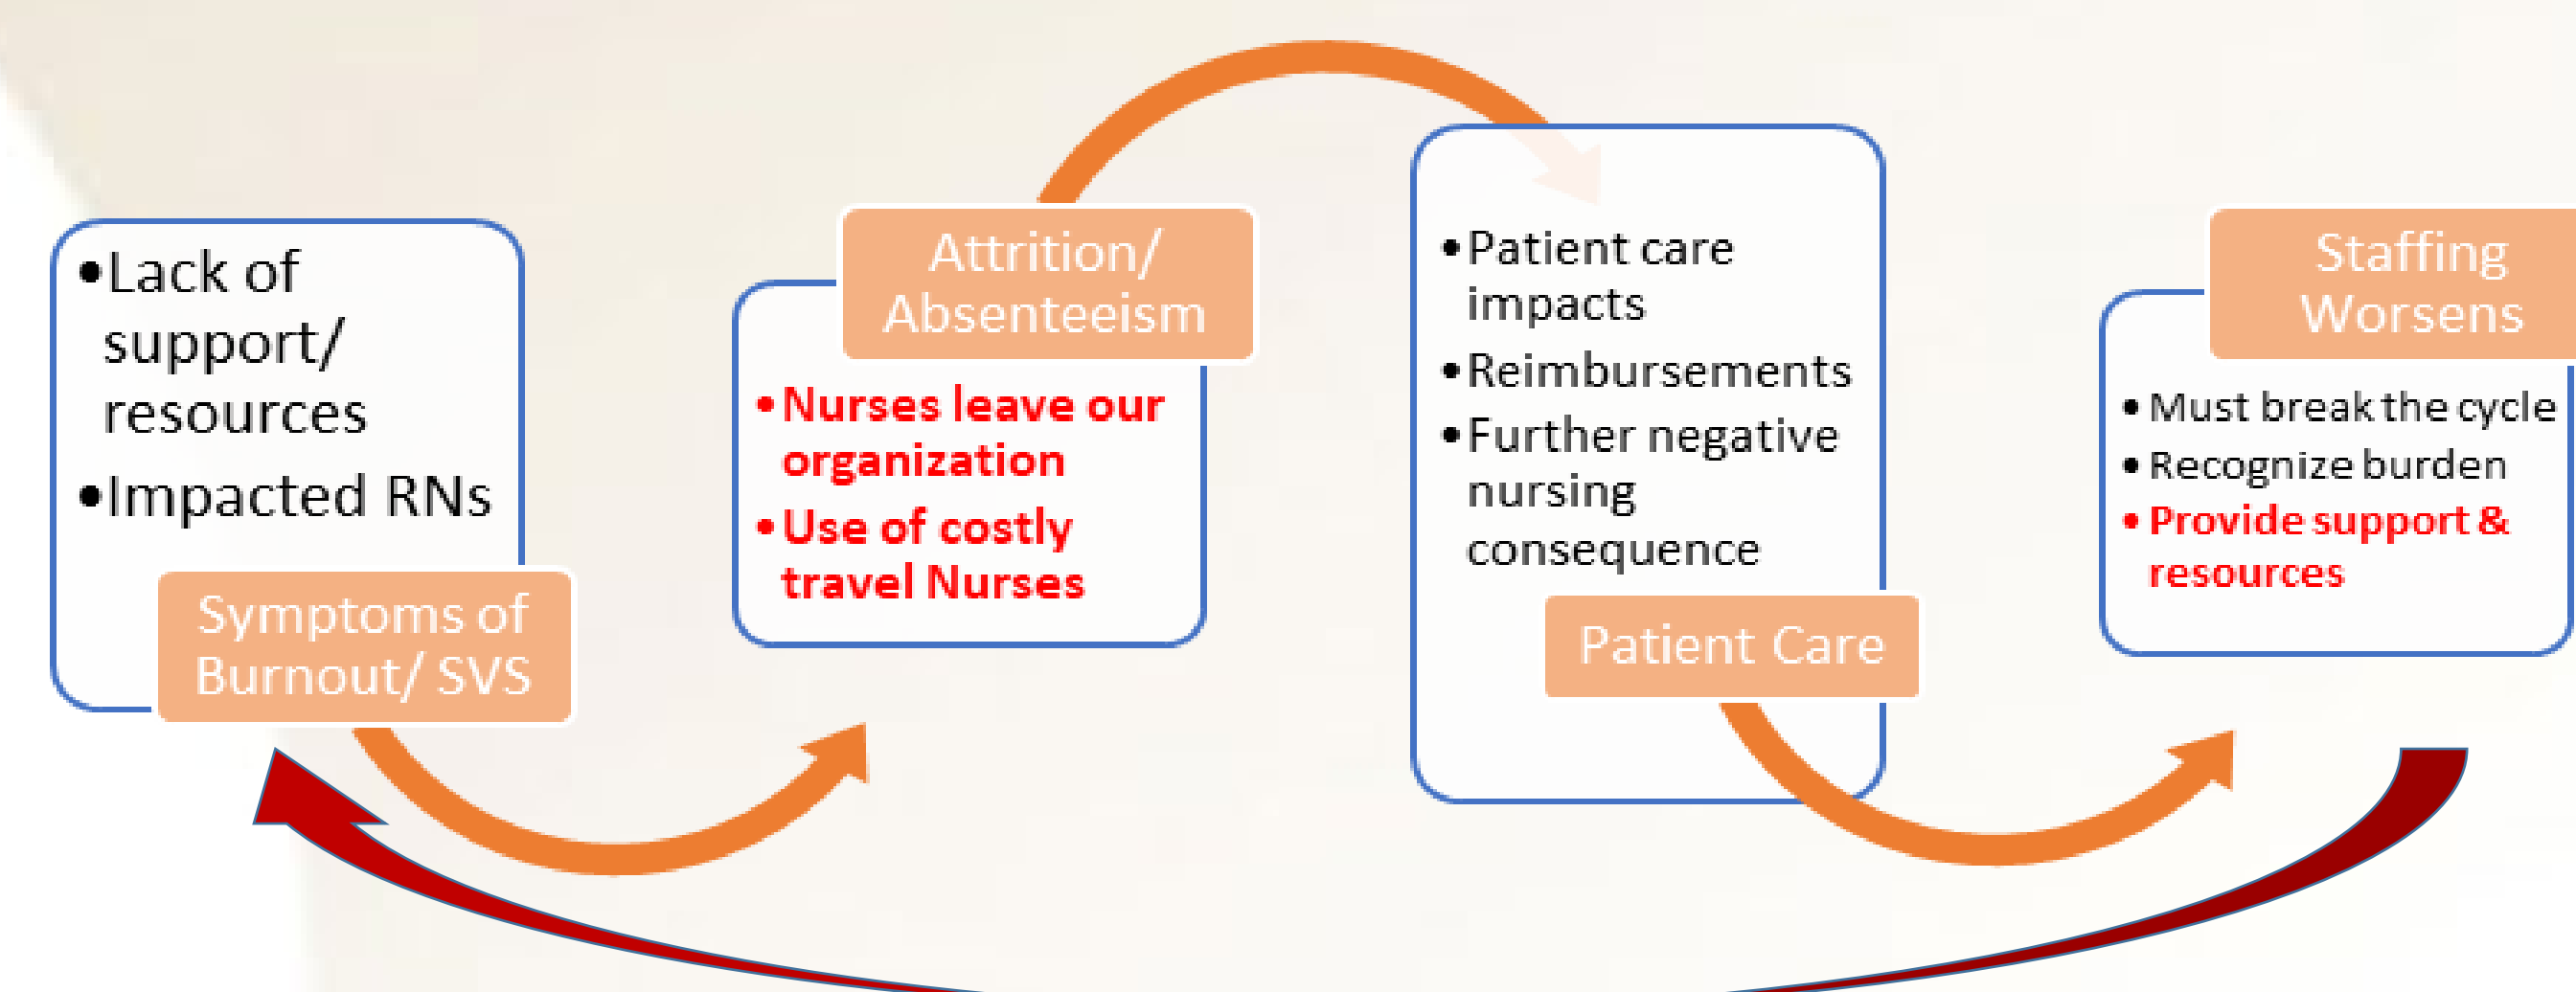 •Lack of
support/
resources
•Impacted RNs
Symptoms of
Burnout/ SVS
Attrition/
Absenteeism
•Nurses leave our
organization
•Use of costly
travel Nurses
•Patient care
impacts
•Reimbursements
•Further negative
nursing
consequence
Patient Care
Staffing
Worsens
•Must break the cycle
•Recognize burden
•Provide support &
resources